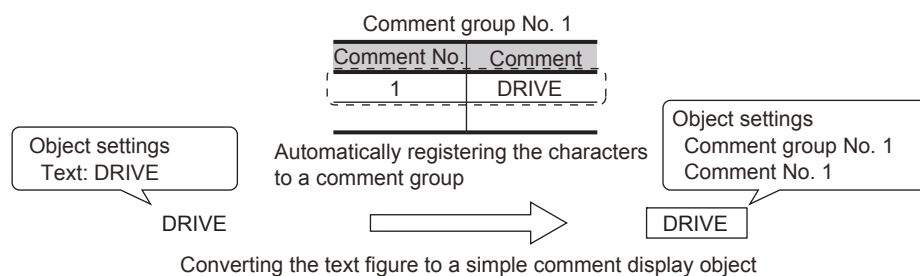 Comment group No. 1
Comment No. Comment
1 DRIVE
Object settings
Text: DRIVE
Automatically registering the characters
to a comment group
Object settings
Comment group No. 1
Comment No. 1
DRIVE
DRIVE
Converting the text figure to a simple comment display object